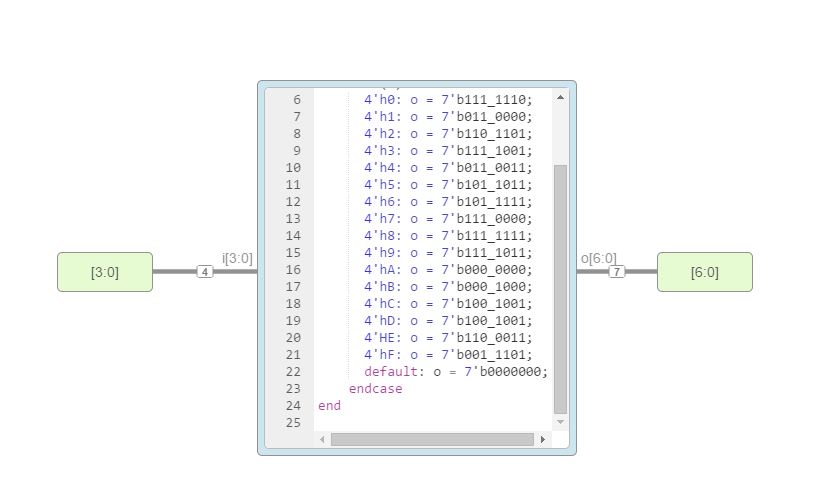 6 4'h0: o = 7'b111_1110;
7 4'h1: o = 7'b011_0000;
8 4'h2: o = 7'b110_1101;
9 4'h3: o = 7'b111_1001;
10 4'h4: o = 7'b011_0011;
11 4'h5: o = 7'b101_1011;
12 4'h6: o = 7'b101_1111;
13 4'h7: o = 7'b111_0000;
14 4'h8: o = 7'b111_1111;
15 4'h9: o = 7'b111_1011;
16 4'hA: o = 7'b000_0000;
17 4'hB: o = 7'b000_1000;
18 4'hC: o = 7'b100_1001;
19 4'hD: o = 7'b100_1001;
20 4'HE: o = 7'b110_0011;
21 4'hF: o = 7'b001_1101;
22 default: o = 7'b0000000;
23 endcase
24 end
25
[3:0]
4
i[3:0]
o[6:0]
7
[6:0]